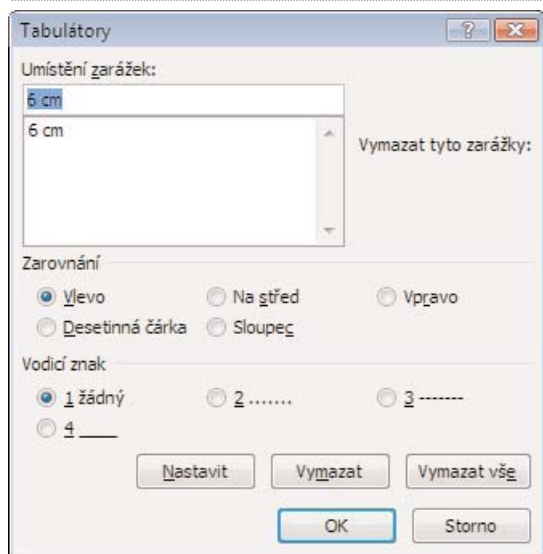 Tabulátory
Umístění zarážek:
6 cm
6 cm
Vymazat tyto zarážky:
Zarovnání
Vlevo Na střed Vpravo
Desetinná čárka Sloupec
Vodicí znak
1 žádný 2 ....... 3 -------
4 ____
Nastavit Vymazat Vymazat vše
OK Storno